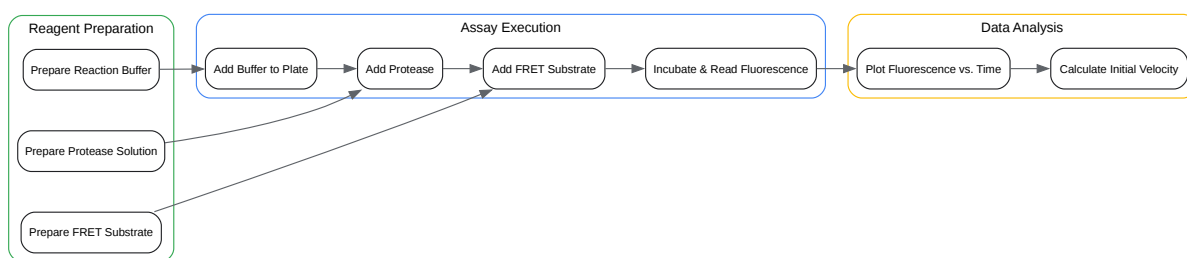 Reagent Preparation
Prepare Reaction Buffer
Prepare Protease Solution
Prepare FRET Substrate
Assay Execution
Add Buffer to Plate
Add Protease
Add FRET Substrate
Incubate & Read Fluorescence
Data Analysis
Plot Fluorescence vs. Time
Calculate Initial Velocity